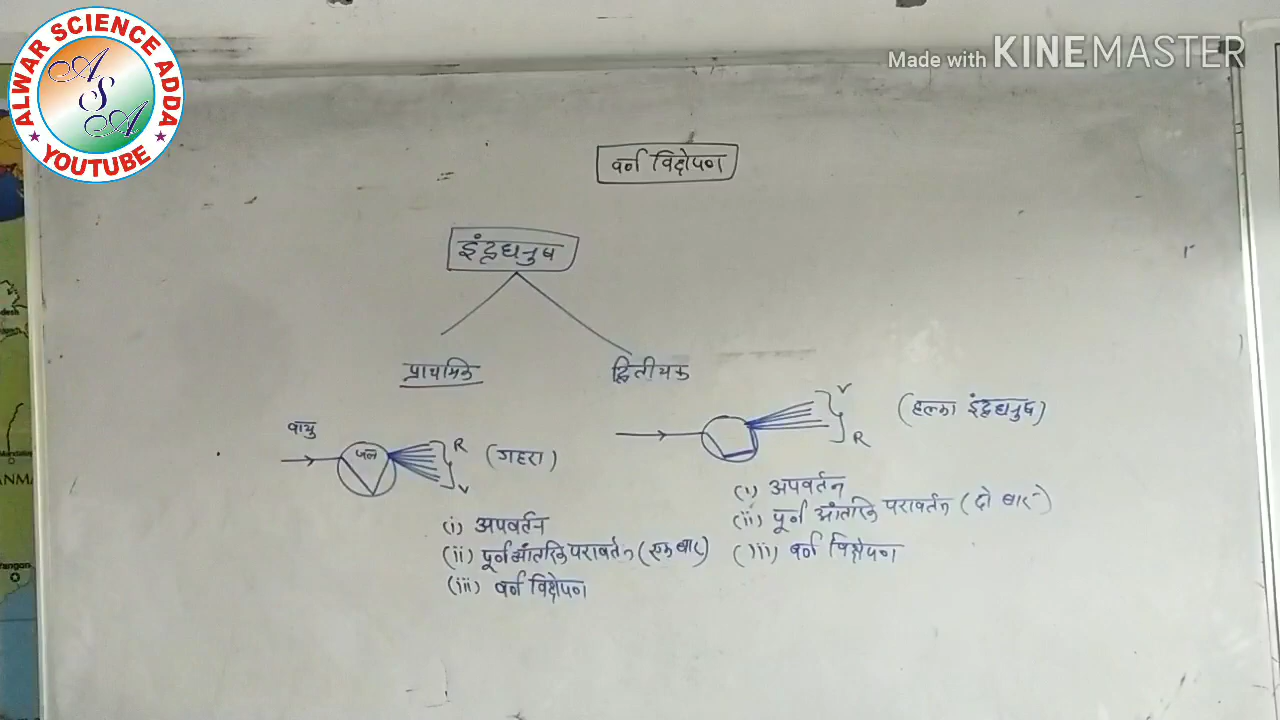 ALWAR SCIENCE ADDA
ASA
YOUTUBE
Made with KINEMASTER
वर्ण विक्षेपण
इंद्रधनुष
प्राथमिक
द्वितीयक
वायु
जल
R
V
(गहरा)
V
R
(हल्का इंद्रधनुष)
(i) अपवर्तन
(ii) पूर्ण आंतरिक परावर्तन (एक बार)
(iii) वर्ण विक्षेपण
(i) अपवर्तन
(ii) पूर्ण आंतरिक परावर्तन (दो बार)
(iii) वर्ण विक्षेपण